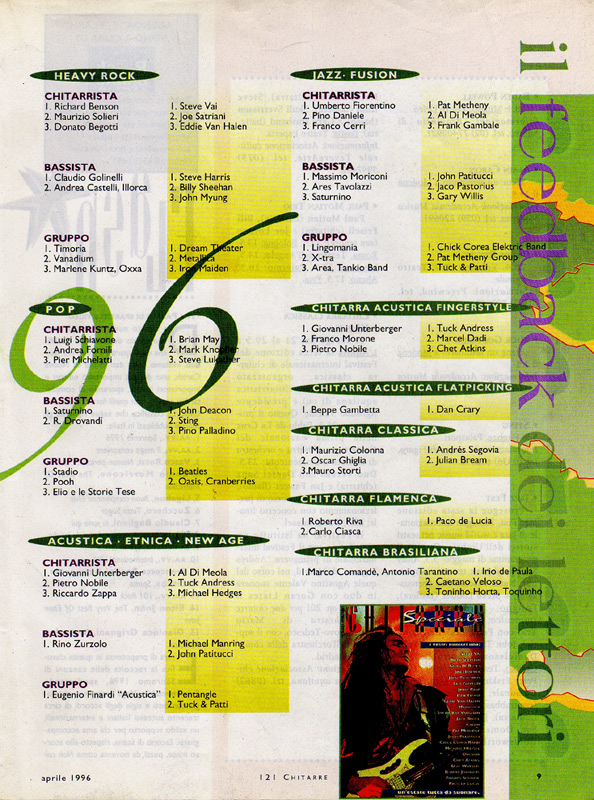 il feedback dei lettori
96
HEAVY ROCK
CHITARRISTA
1. Richard Benson
2. Maurizio Solieri
3. Donato Begotti
1. Steve Vai
2. Joe Satriani
3. Eddie Van Halen
BASSISTA
1. Claudio Golinelli
2. Andrea Castelli, Illorca
1. Steve Harris
2. Billy Sheehan
3. John Myung
GRUPPO
1. Timoria
2. Vanadium
3. Marlene Kuntz, Oxxa
1. Dream Theater
2. Metallica
3. Iron Maiden
POP
CHITARRISTA
1. Luigi Schiavone
2. Andrea Fornili
3. Pier Michelatti
1. Brian May
2. Mark Knopfler
3. Steve Lukather
BASSISTA
1. Saturnino
2. R. Drovandi
1. John Deacon
2. Sting
3. Pino Palladino
GRUPPO
1. Stadio
2. Pooh
3. Elio e le Storie Tese
1. Beatles
2. Oasis, Cranberries
ACUSTICA · ETNICA · NEW AGE
CHITARRISTA
1. Giovanni Unterberger
2. Pietro Nobile
3. Riccardo Zappa
1. Al Di Meola
2. Tuck Andress
3. Michael Hedges
BASSISTA
1. Rino Zurzolo
1. Michael Manring
2. John Patitucci
GRUPPO
1. Eugenio Finardi “Acustica”
1. Pentangle
2. Tuck & Patti
JAZZ· FUSION
CHITARRISTA
1. Umberto Fiorentino
2. Pino Daniele
3. Franco Cerri
1. Pat Metheny
2. Al Di Meola
3. Frank Gambale
BASSISTA
1. Massimo Moriconi
2. Ares Tavolazzi
3. Saturnino
1. John Patitucci
2. Jaco Pastorius
3. Gary Willis
GRUPPO
1. Lingomania
2. X-tra
3. Area, Tankio Band
1. Chick Corea Elektric Band
2. Pat Metheny Group
3. Tuck & Patti
CHITARRA ACUSTICA FINGERSTYLE
1. Giovanni Unterberger
2. Franco Morone
3. Pietro Nobile
1. Tuck Andress
2. Marcel Dadi
3. Chet Atkins
CHITARRA ACUSTICA FLATPICKING
1. Beppe Gambetta
1. Dan Crary
CHITARRA CLASSICA
1. Maurizio Colonna
2. Oscar Ghiglia
3.Mauro Storti
1. Andrès Segovia
2. Julian Bream
CHITARRA FLAMENCA
1. Roberto Riva
2.Carlo Ciasca
1. Paco de Lucia
CHITARRA BRASILIANA
1.Marco Comandè, Antonio Tarantino
1. Irio de Paula
2. Caetano Veloso
3. Toninho Horta, Toquinho
Speciale
un'estate tutta da suonare.
aprile 1996
121 CHITARRE
9